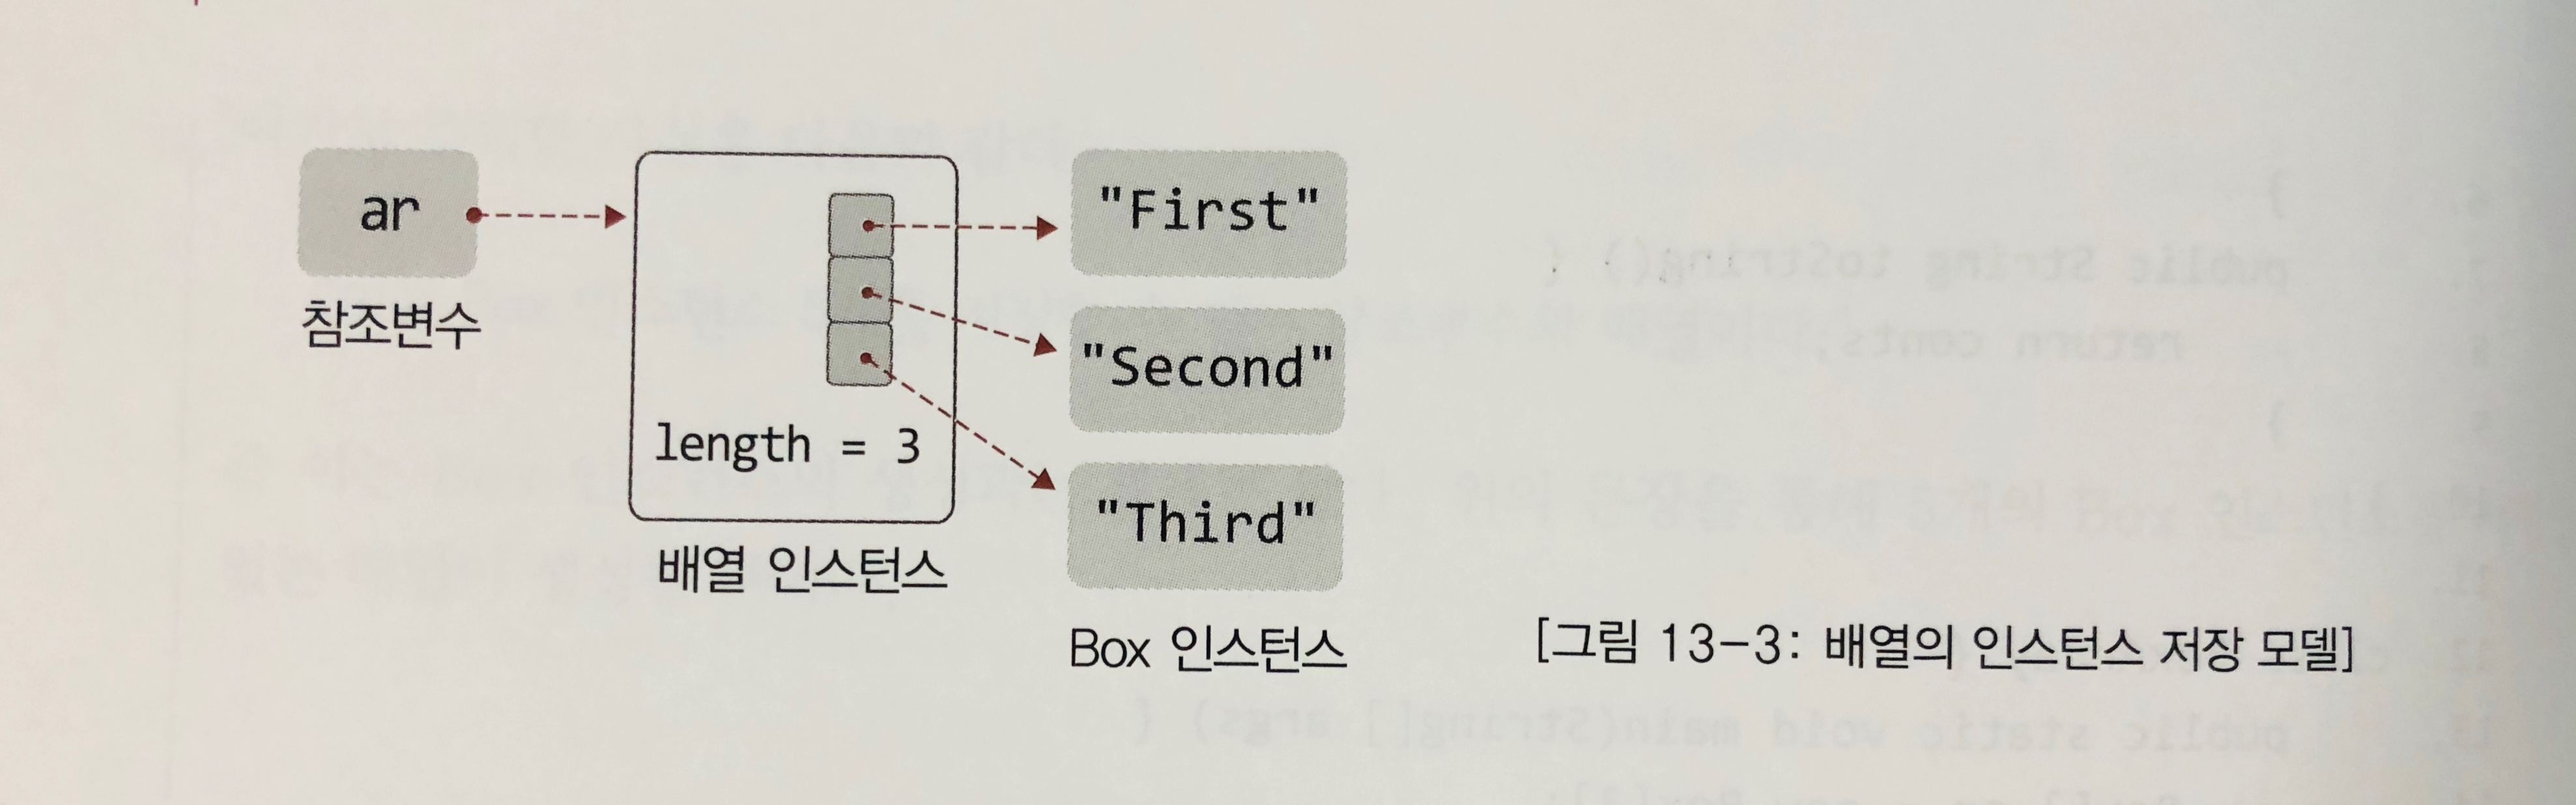 ar
참조변수
length = 3
배열 인스턴스
"First"
"Second"
"Third"
Box 인스턴스
[그림 13-3: 배열의 인스턴스 저장 모델]